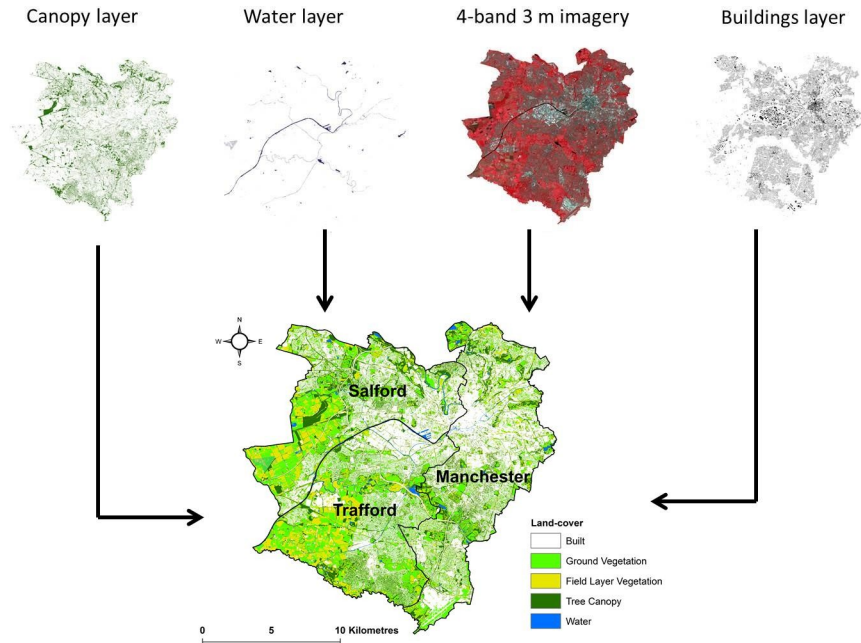 Canopy layer
Water layer
4-band 3 m imagery
Buildings layer
N
W
E
S
Salford
Manchester
Trafford
Land-cover
Built
Ground Vegetation
Field Layer Vegetation
Tree Canopy
Water
0 5 10 Kilometres